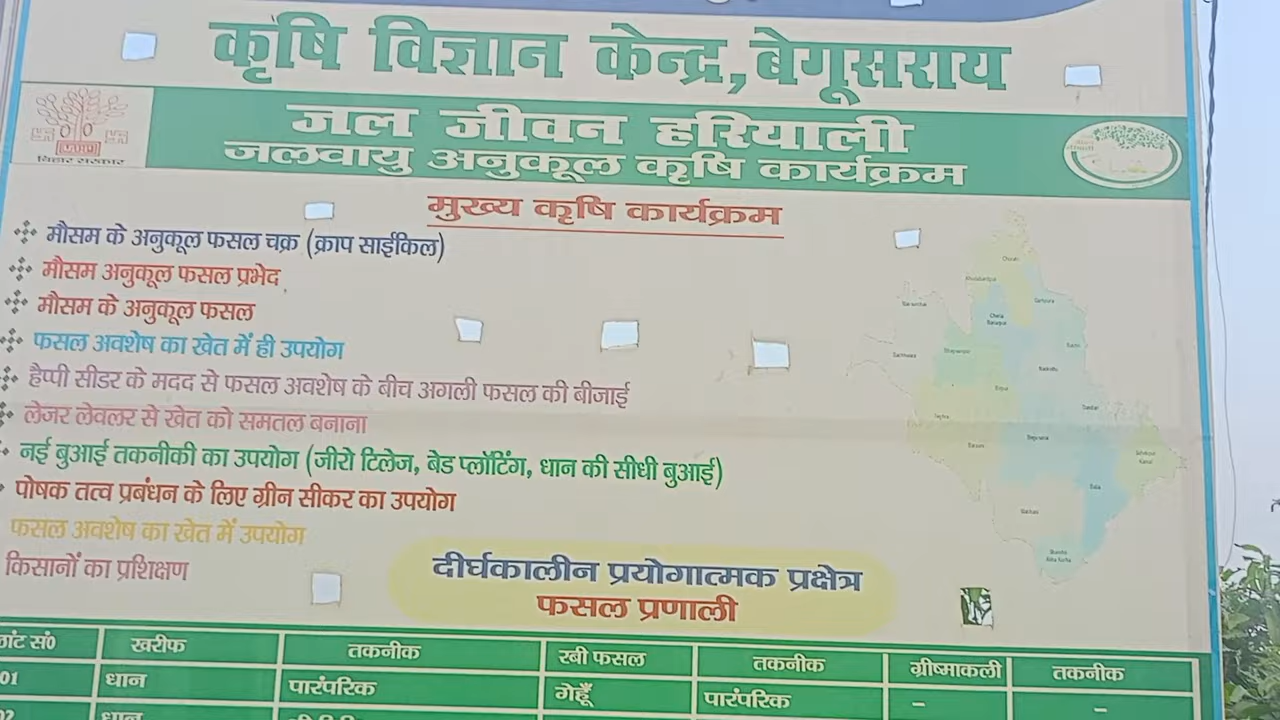 कृषि विज्ञान केन्द्र, बेगूसराय
जल जीवन हरियाली
जलवायु अनुकूल कृषि कार्यक्रम
बिहार सरकार
मुख्य कृषि कार्यक्रम
मौसम के अनुकूल फसल चक्र (क्राप साईकिल)
मौसम अनुकूल फसल प्रभेद
मौसम के अनुकूल फसल
फसल अवशेष का खेत में ही उपयोग
हैप्पी सीडर के मदद से फसल अवशेष के बीच अगली फसल की बीजाई
लेजर लेवलर से खेत को समतल बनाना
नई बुआई तकनीकी का उपयोग (जीरो टिलेज, बेड प्लॉटिंग, धान की सीधी बुआई)
पोषक तत्व प्रबंधन के लिए ग्रीन सीकर का उपयोग
फसल अवशेष का खेत में उपयोग
किसानों का प्रशिक्षण
दीर्घकालीन प्रयोगात्मक प्रक्षेत्र
फसल प्रणाली
सं० खरीफ तकनीक रबी फसल तकनीक ग्रीष्माकली तकनीक
01 धान पारंपरिक गेहूँ पारंपरिक – –
धान